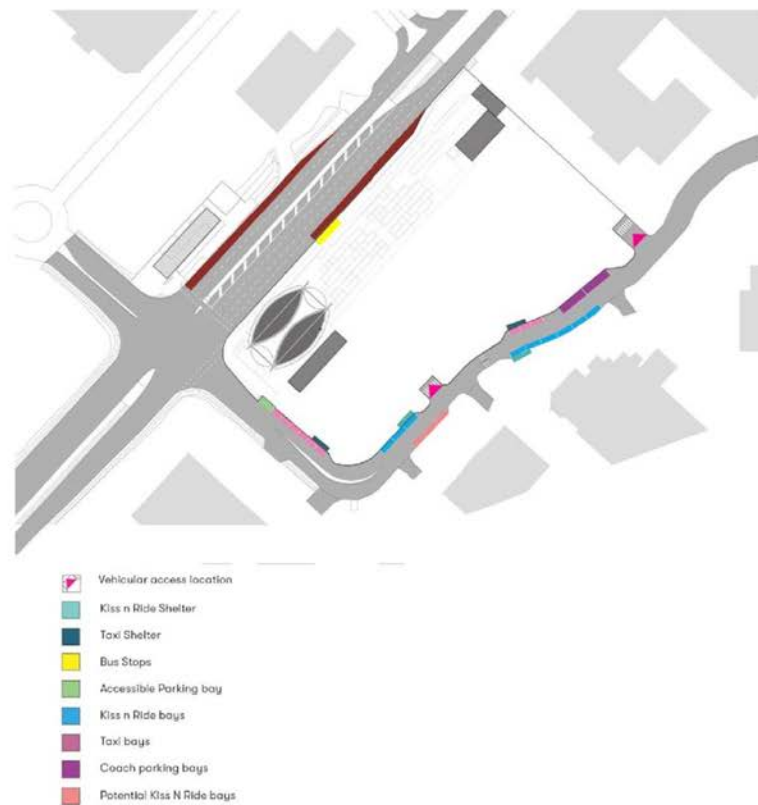 Vehicular access location
Kiss n Ride Shelter
Taxi Shelter
Bus Stops
Accessible Parking bay
Kiss n Ride bays
Taxi bays
Coach parking bays
Potential Kiss N Ride bays